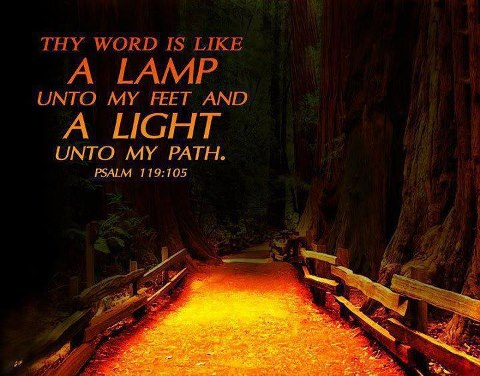 THY WORD IS LIKE
A LAMP
UNTO MY FEET AND
A LIGHT
UNTO MY PATH.
PSALM 119:105